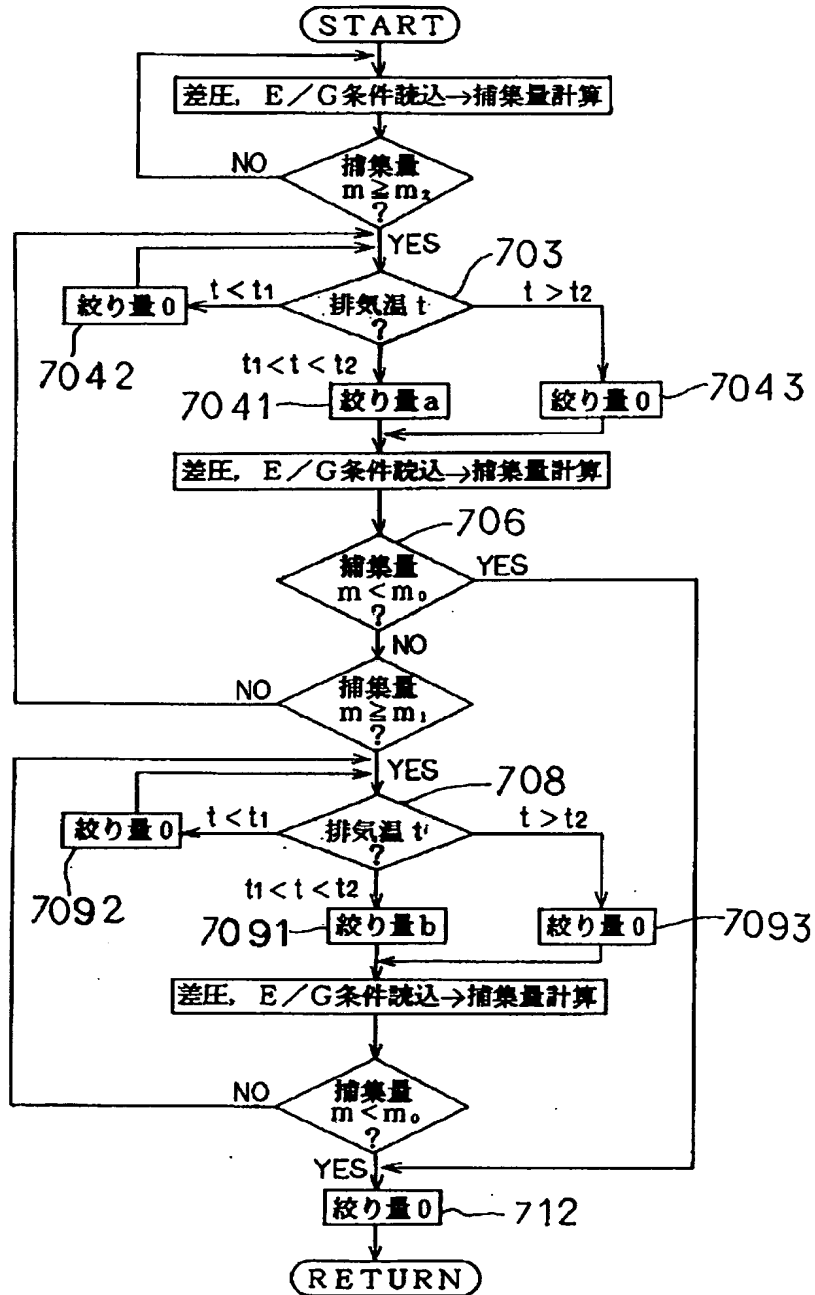 START
差圧, E/G条件読込→捕集量計算
NO
捕集量
m≧m₂
?
YES
703
t<t1
排気温 t
?
t>t2
絞り量0
7042
t1<t<t2
7041
絞り量a
絞り量0
7043
差圧, E/G条件読込→捕集量計算
706
捕集量
m<m₀
?
YES
NO
NO
捕集量
m≧m₁
?
YES
708
t<t1
排気温 t
?
t>t2
絞り量0
7092
t1<t<t2
7091
絞り量b
絞り量0
7093
差圧, E/G条件読込→捕集量計算
NO
捕集量
m<m₀
?
YES
絞り量0
712
RETURN